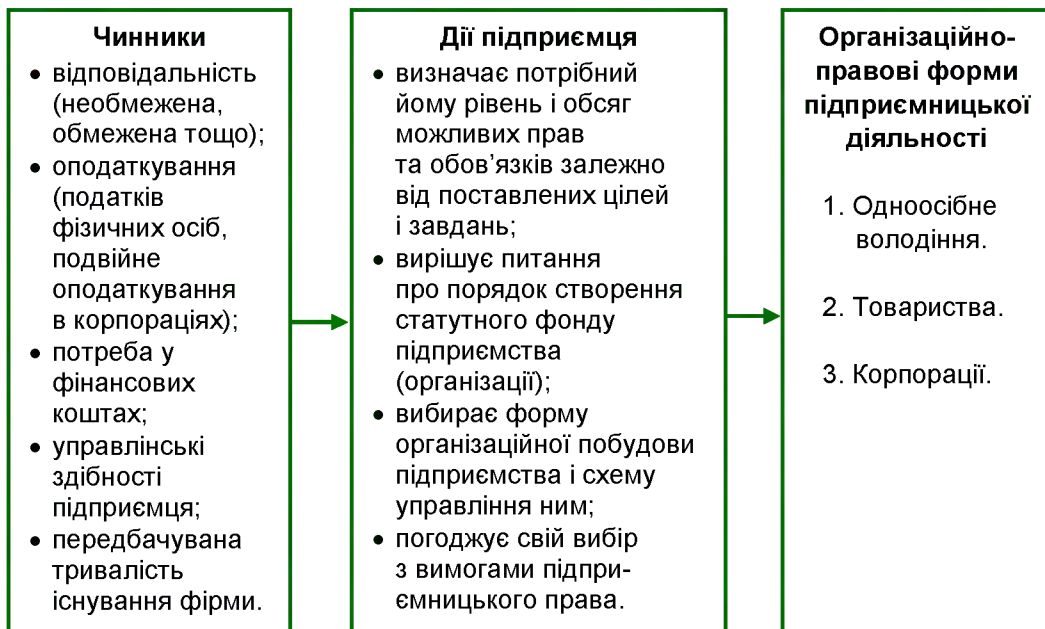 Чинники
• відповідальність
(необмежена,
обмежена тощо);
• оподаткування
(податків
фізичних осіб,
подвійне
оподаткування
в корпораціях);
• потреба у
фінансових
коштах;
• управлінські
здібності
підприємця;
• передбачувана
тривалість
існування фірми.
Дії підприємця
• визначає потрібний
йому рівень і обсяг
можливих прав
та обов’язків залежно
від поставлених цілей
і завдань;
• вирішує питання
про порядок створення
статутного фонду
підприємства
(організації);
• вибирає форму
організаційної побудови
підприємства і схему
управління ним;
• погоджує свій вибір
з вимогами підпри-
ємницького права.
Організаційно-
правові форми
підприємницької
діяльності
1. Одноосібне
володіння.
2. Товариства.
3. Корпорації.